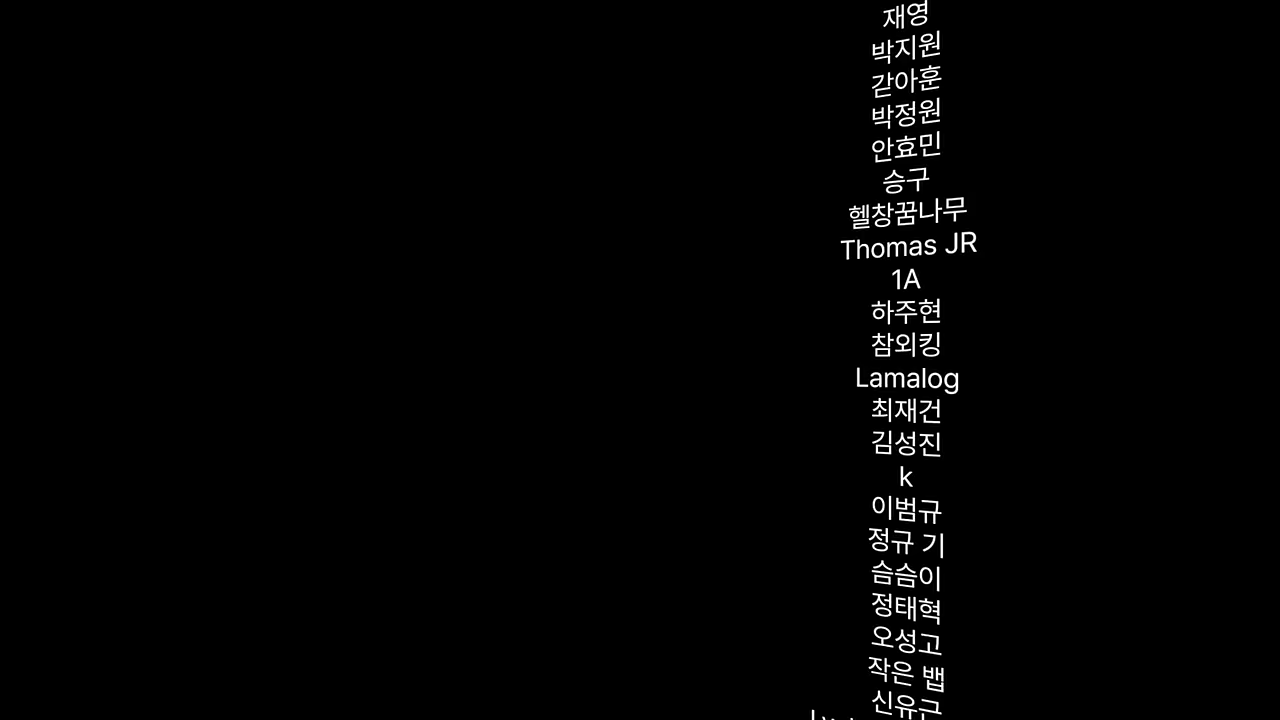 재영
박지원
갇아훈
박정원
안효민
승구
헬창꿈나무
Thomas JR
1A
하주현
참외킹
Lamalog
최재건
김성진
k
이범규
정규 기
슴슴이
정태혁
오성고
작은 뱁
신유근